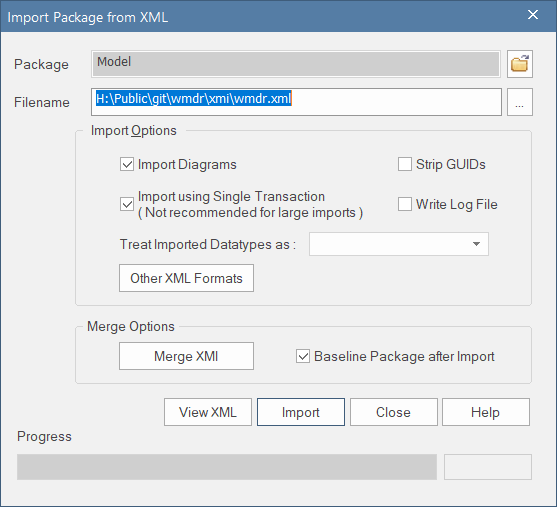 Import Package from XML
Package
Model
Filename
H:\Public\git\wmdr\xmi\wmdr.xml
...
Import Options
Import Diagrams
Strip GUIDs
Import using Single Transaction
( Not recommended for large imports )
Write Log File
Treat Imported Datatypes as :
Other XML Formats
Merge Options
Merge XMI
Baseline Package after Import
View XML
Import
Close
Help
Progress